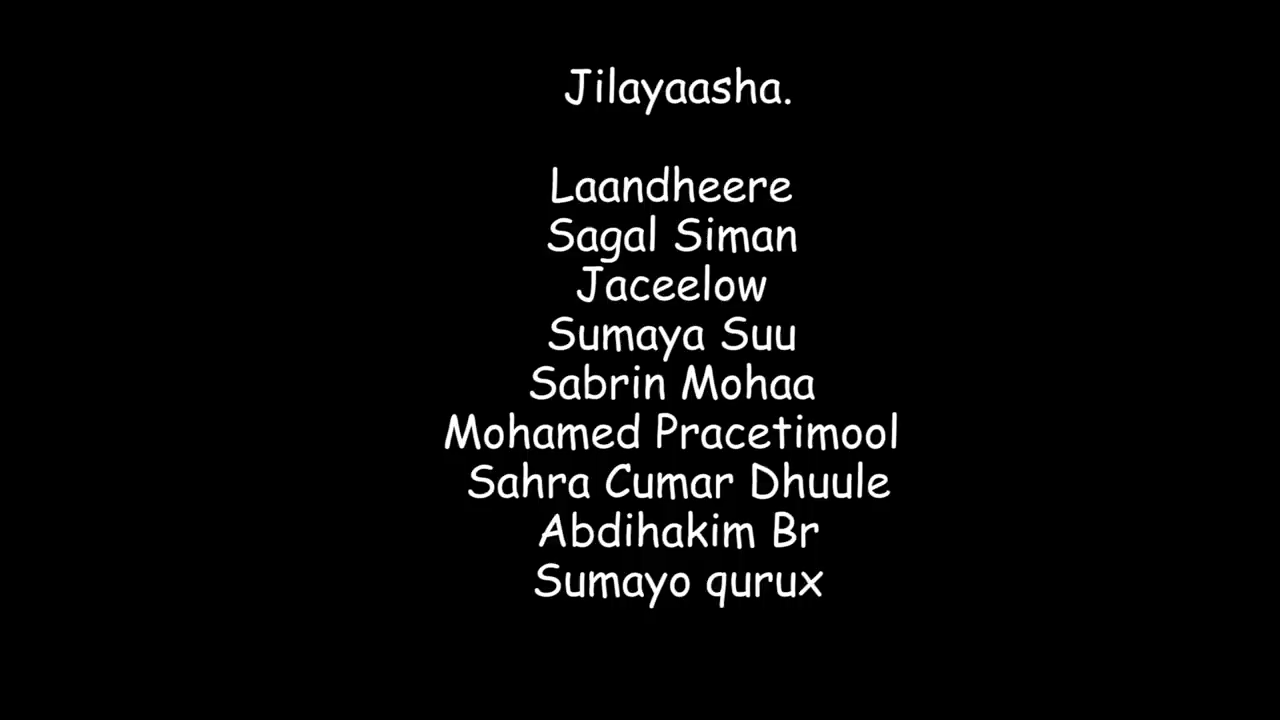 Jilayaasha.
Laandheere
Sagal Siman
Jaceelow
Sumaya Suu
Sabrin Mohaa
Mohamed Pracetimool
Sahra Cumar Dhuule
Abdihakim Br
Sumayo qurux